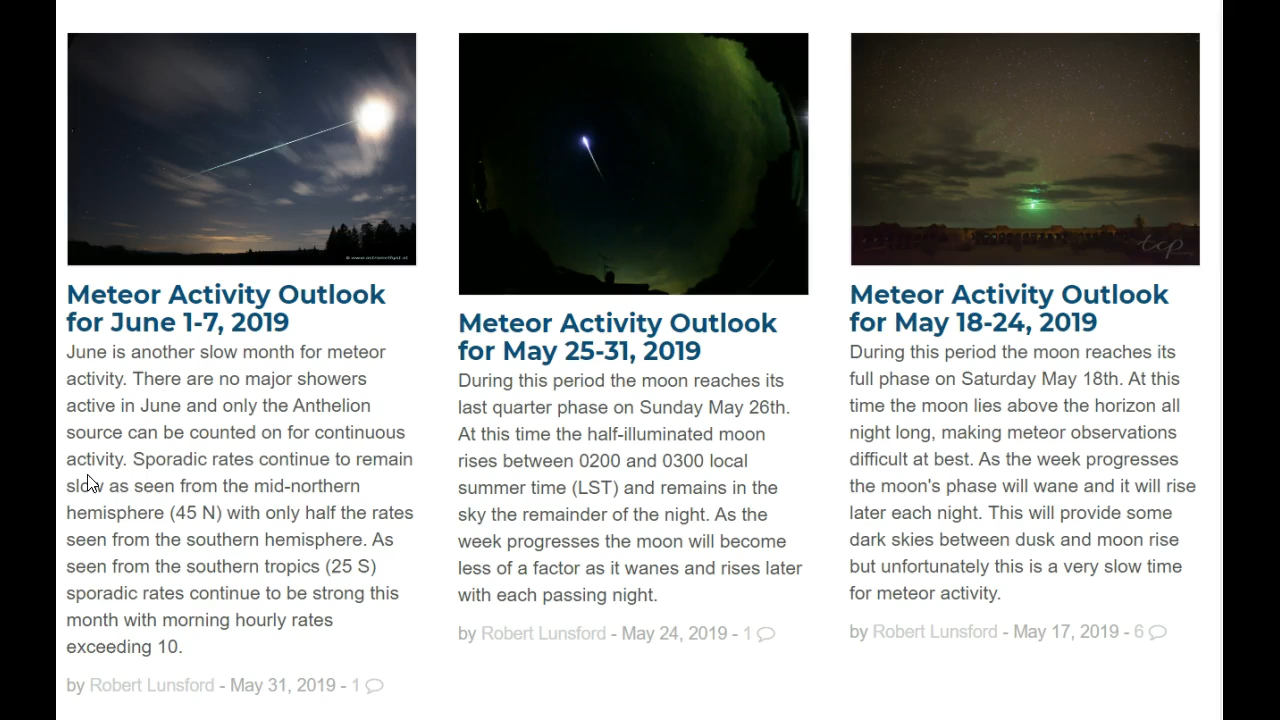 © www.astromethyst.at
tcp
Meteor Activity Outlook
for June 1-7, 2019
June is another slow month for meteor
activity. There are no major showers
active in June and only the Anthelion
source can be counted on for continuous
activity. Sporadic rates continue to remain
slow as seen from the mid-northern
hemisphere (45 N) with only half the rates
seen from the southern hemisphere. As
seen from the southern tropics (25 S)
sporadic rates continue to be strong this
month with morning hourly rates
exceeding 10.
by Robert Lunsford - May 31, 2019 - 1
Meteor Activity Outlook
for May 25-31, 2019
During this period the moon reaches its
last quarter phase on Sunday May 26th.
At this time the half-illuminated moon
rises between 0200 and 0300 local
summer time (LST) and remains in the
sky the remainder of the night. As the
week progresses the moon will become
less of a factor as it wanes and rises later
with each passing night.
by Robert Lunsford - May 24, 2019 - 1
Meteor Activity Outlook
for May 18-24, 2019
During this period the moon reaches its
full phase on Saturday May 18th. At this
time the moon lies above the horizon all
night long, making meteor observations
difficult at best. As the week progresses
the moon's phase will wane and it will rise
later each night. This will provide some
dark skies between dusk and moon rise
but unfortunately this is a very slow time
for meteor activity.
by Robert Lunsford - May 17, 2019 - 6